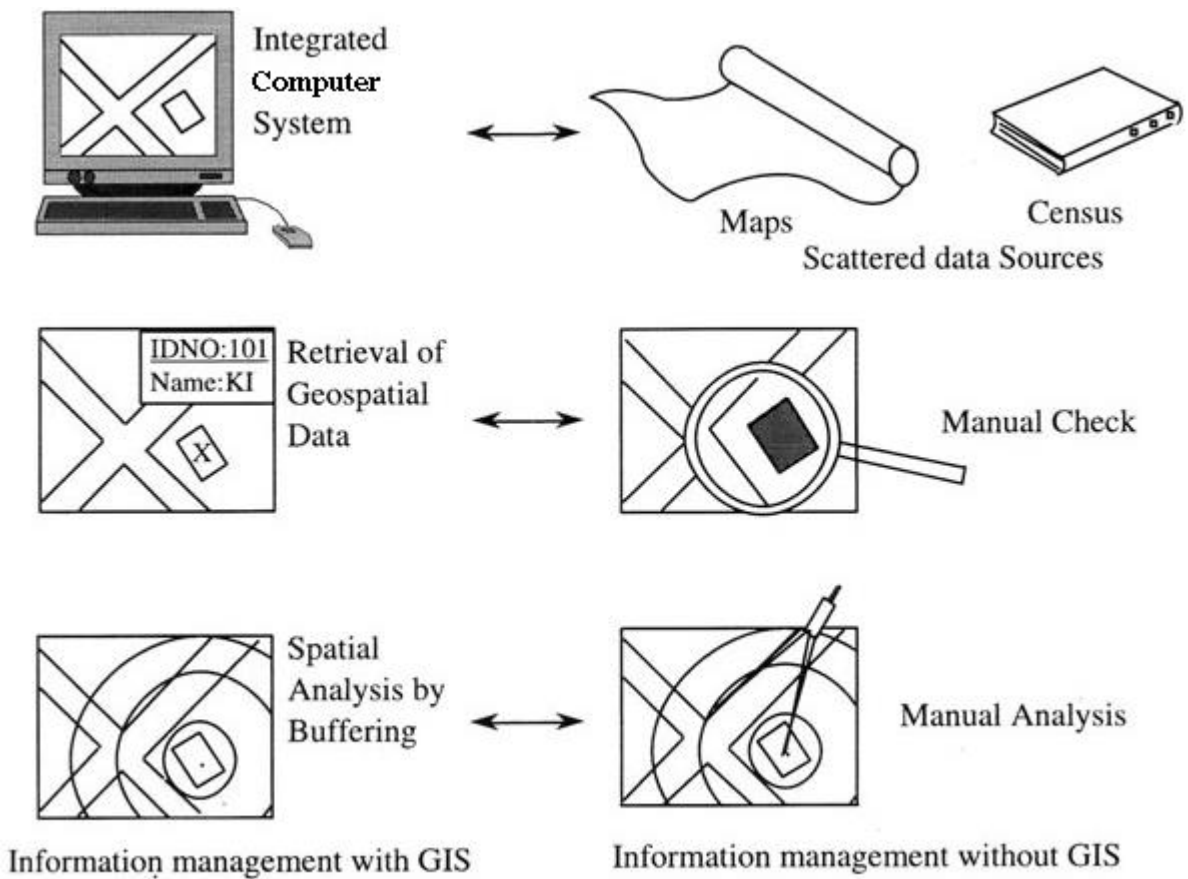 Integrated
Computer
System
Maps
Census
Scattered data Sources
IDNO:101
Name:KI
X
Retrieval of
Geospatial
Data
Manual Check
Spatial
Analysis by
Buffering
Manual Analysis
Information management with GIS
Information management without GIS